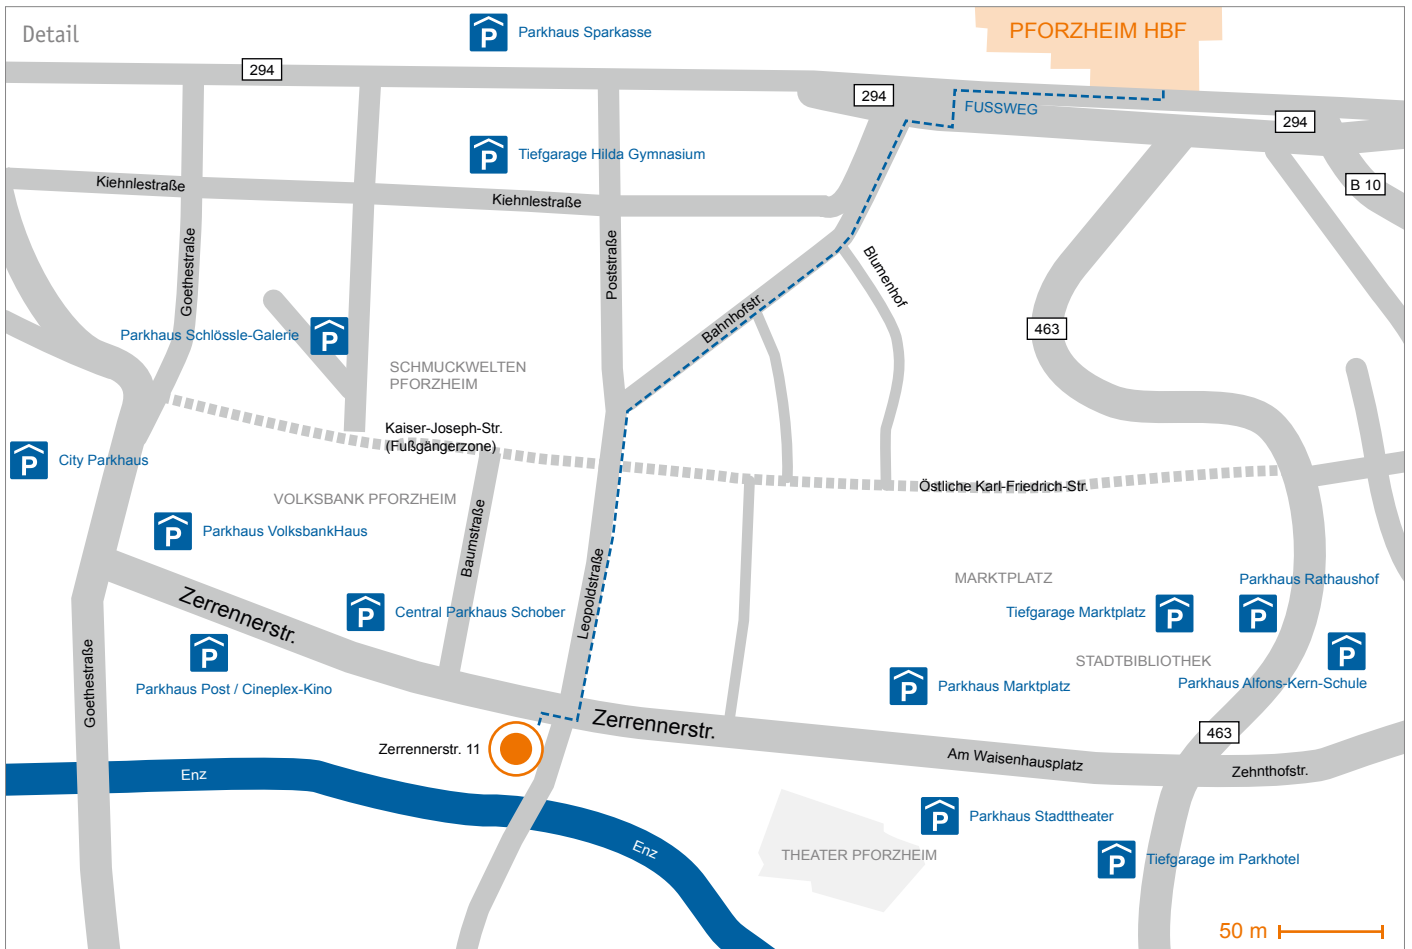 Detail
Parkhaus Sparkasse
PFORZHEIM HBF
294
294
FUSSWEG
294
Tiefgarage Hilda Gymnasium
Kiehnlestraße
Kiehnlestraße
B 10
Goethestraße
Poststraße
Blumenhof
Bahnhofstr.
463
Parkhaus Schlössle-Galerie
SCHMUCKWELTEN
PFORZHEIM
Kaiser-Joseph-Str.
(Fußgängerzone)
City Parkhaus
Östliche Karl-Friedrich-Str.
VOLKSBANK PFORZHEIM
Parkhaus VolksbankHaus
Baumstraße
Leopoldstraße
MARKTPLATZ
Parkhaus Rathaushof
Zerrennerstr.
Central Parkhaus Schober
Tiefgarage Marktplatz
STADTBIBLIOTHEK
Parkhaus Post / Cineplex-Kino
Parkhaus Marktplatz
Parkhaus Alfons-Kern-Schule
Goethestraße
Zerrennerstr.
463
Zerrennerstr. 11
Am Waisenhausplatz
Zehnthofstr.
Enz
Parkhaus Stadttheater
Enz
THEATER PFORZHEIM
Tiefgarage im Parkhotel
50 m
P
P
P
P
P
P
P
P
P
P
P
P
P